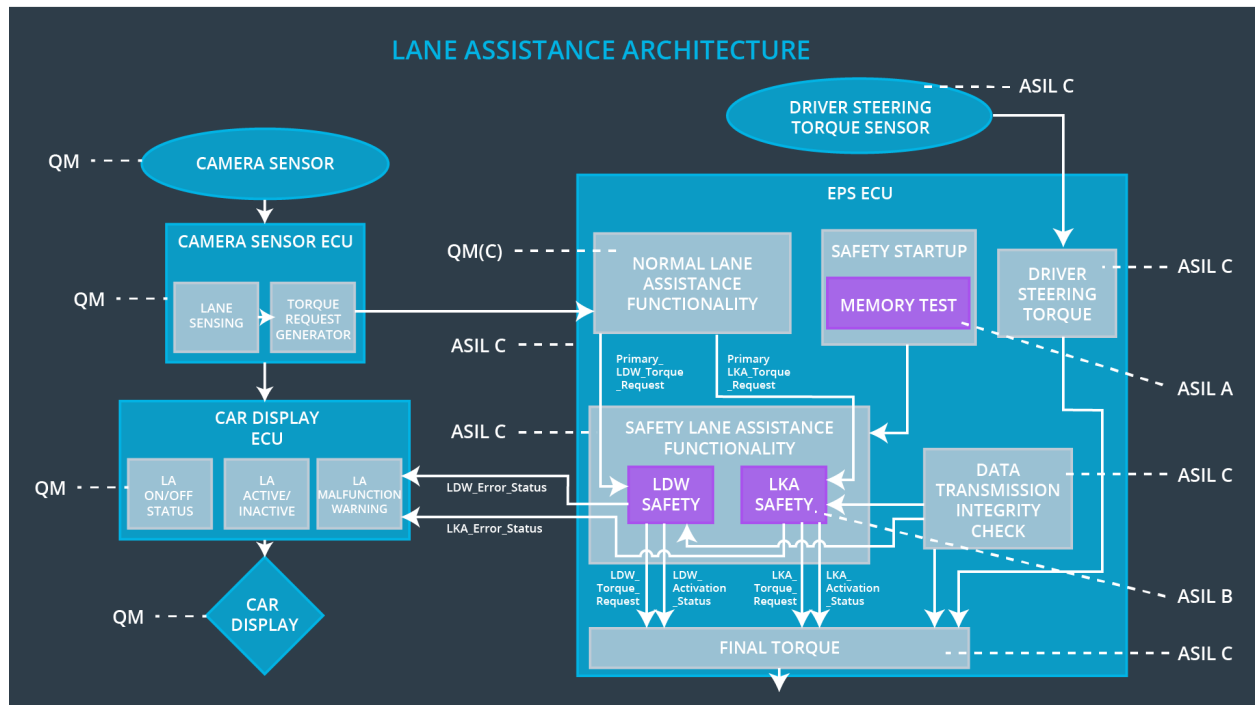 LANE ASSISTANCE ARCHITECTURE
ASIL C
DRIVER STEERING
TORQUE SENSOR
QM
CAMERA SENSOR
EPS ECU
CAMERA SENSOR ECU
QM(C)
NORMAL LANE
ASSISTANCE
FUNCTIONALITY
SAFETY STARTUP
MEMORY TEST
DRIVER
STEERING
TORQUE
ASIL C
QM
LANE
SENSING
TORQUE
REQUEST
GENERATOR
ASIL C
Primary_
LDW_Torque
_Request
Primary
LKA_Torque
_Request
ASIL A
CAR DISPLAY
ECU
ASIL C
SAFETY LANE ASSISTANCE
FUNCTIONALITY
QM
LA
ON/OFF
STATUS
LA
ACTIVE/
INACTIVE
LA
MALFUNCTION
WARNING
LDW_Error_Status
LKA_Error_Status
LDW
SAFETY
LKA
SAFETY
DATA
TRANSMISSION
INTEGRITY
CHECK
ASIL C
LDW_
Torque_
Request
LDW_
Activation
_Status
LKA_
Torque_
Request
LKA_
Activation
_Status
ASIL B
QM
CAR
DISPLAY
FINAL TORQUE
ASIL C